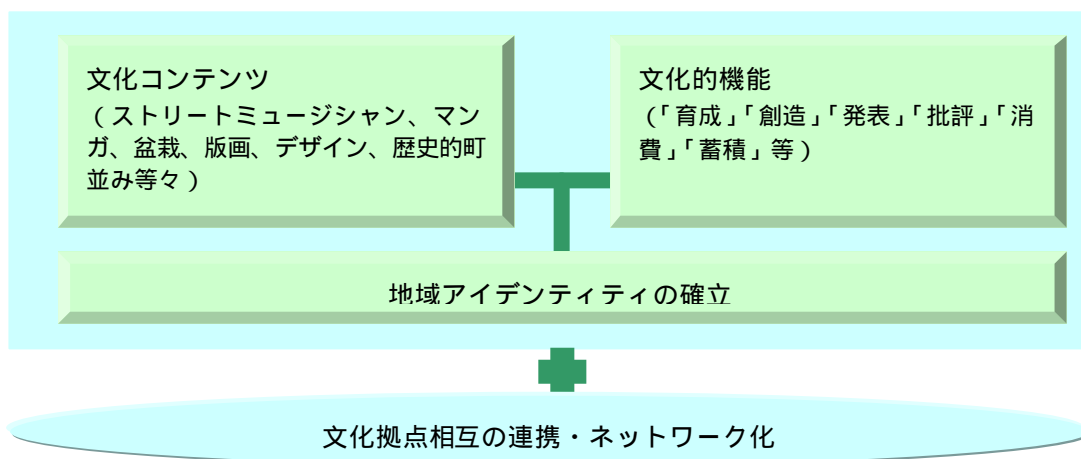 文化コンテンツ
(ストリートミュージシャン、マン
ガ、盆栽、版画、デザイン、歴史的町
並み等々)
文化的機能
(「育成」「創造」「発表」「批評」「消
費」「蓄積」等)
地域アイデンティティの確立
文化拠点相互の連携・ネットワーク化